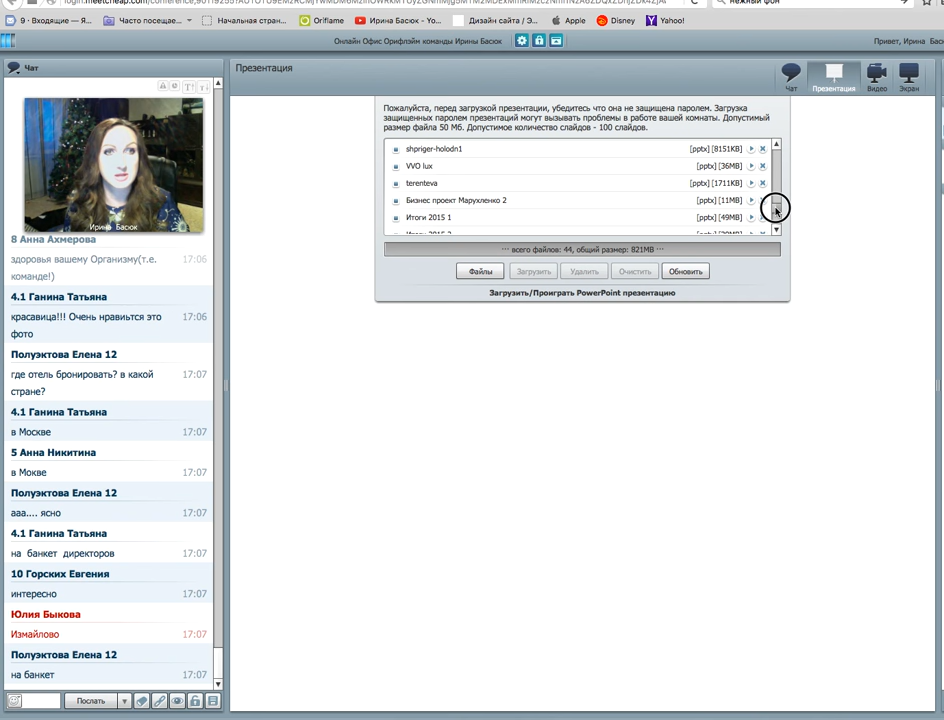 9 · Входящие — Я...
Часто посещае...
Начальная стран...
Oriflame
Ирина Басюк - Yo...
Дизайн сайта / Э...
Apple
Disney
Yahoo!
нежный фон
Онлайн Офис Орифлэйм команды Ирины Басюк
Привет, Ирина Бас
Чат
Ирина Басюк
8 Анна Ахмерова
здоровья вашему Организму(т.е. 17:06
команде!)
4.1 Ганина Татьяна
красавица!!! Очень нравиьтся это 17:06
фото
Полуэктова Елена 12
где отель бронировать? в какой 17:07
стране?
4.1 Ганина Татьяна
в Москве 17:07
5 Анна Никитина
в Мокве 17:07
Полуэктова Елена 12
ааа.... ясно 17:07
4.1 Ганина Татьяна
на банкет директоров 17:07
10 Горских Евгения
интересно 17:07
Юлия Быкова
Измайлово 17:07
Полуэктова Елена 12
на банкет 17:07
Послать
Презентация
Чат
Презентация
Видео
Экран
Пожалуйста, перед загрузкой презентации, убедитесь что она не защищена паролем. Загрузка
защищенных паролем презентаций могут вызывать проблемы в работе вашей комнаты. Допустимый
размер файла 50 Мб. Допустимое количество слайдов - 100 слайдов.
shpriger-holodn1 [pptx] [8151KB]
VVO lux [pptx] [36MB]
terenteva [pptx] [1711KB]
Бизнес проект Марухленко 2 [pptx] [11MB]
Итоги 2015 1 [pptx] [49MB]
··· всего файлов: 44, общий размер: 821MB ···
Файлы
Загрузить
Удалить
Очистить
Обновить
Загрузить/Проиграть PowerPoint презентацию